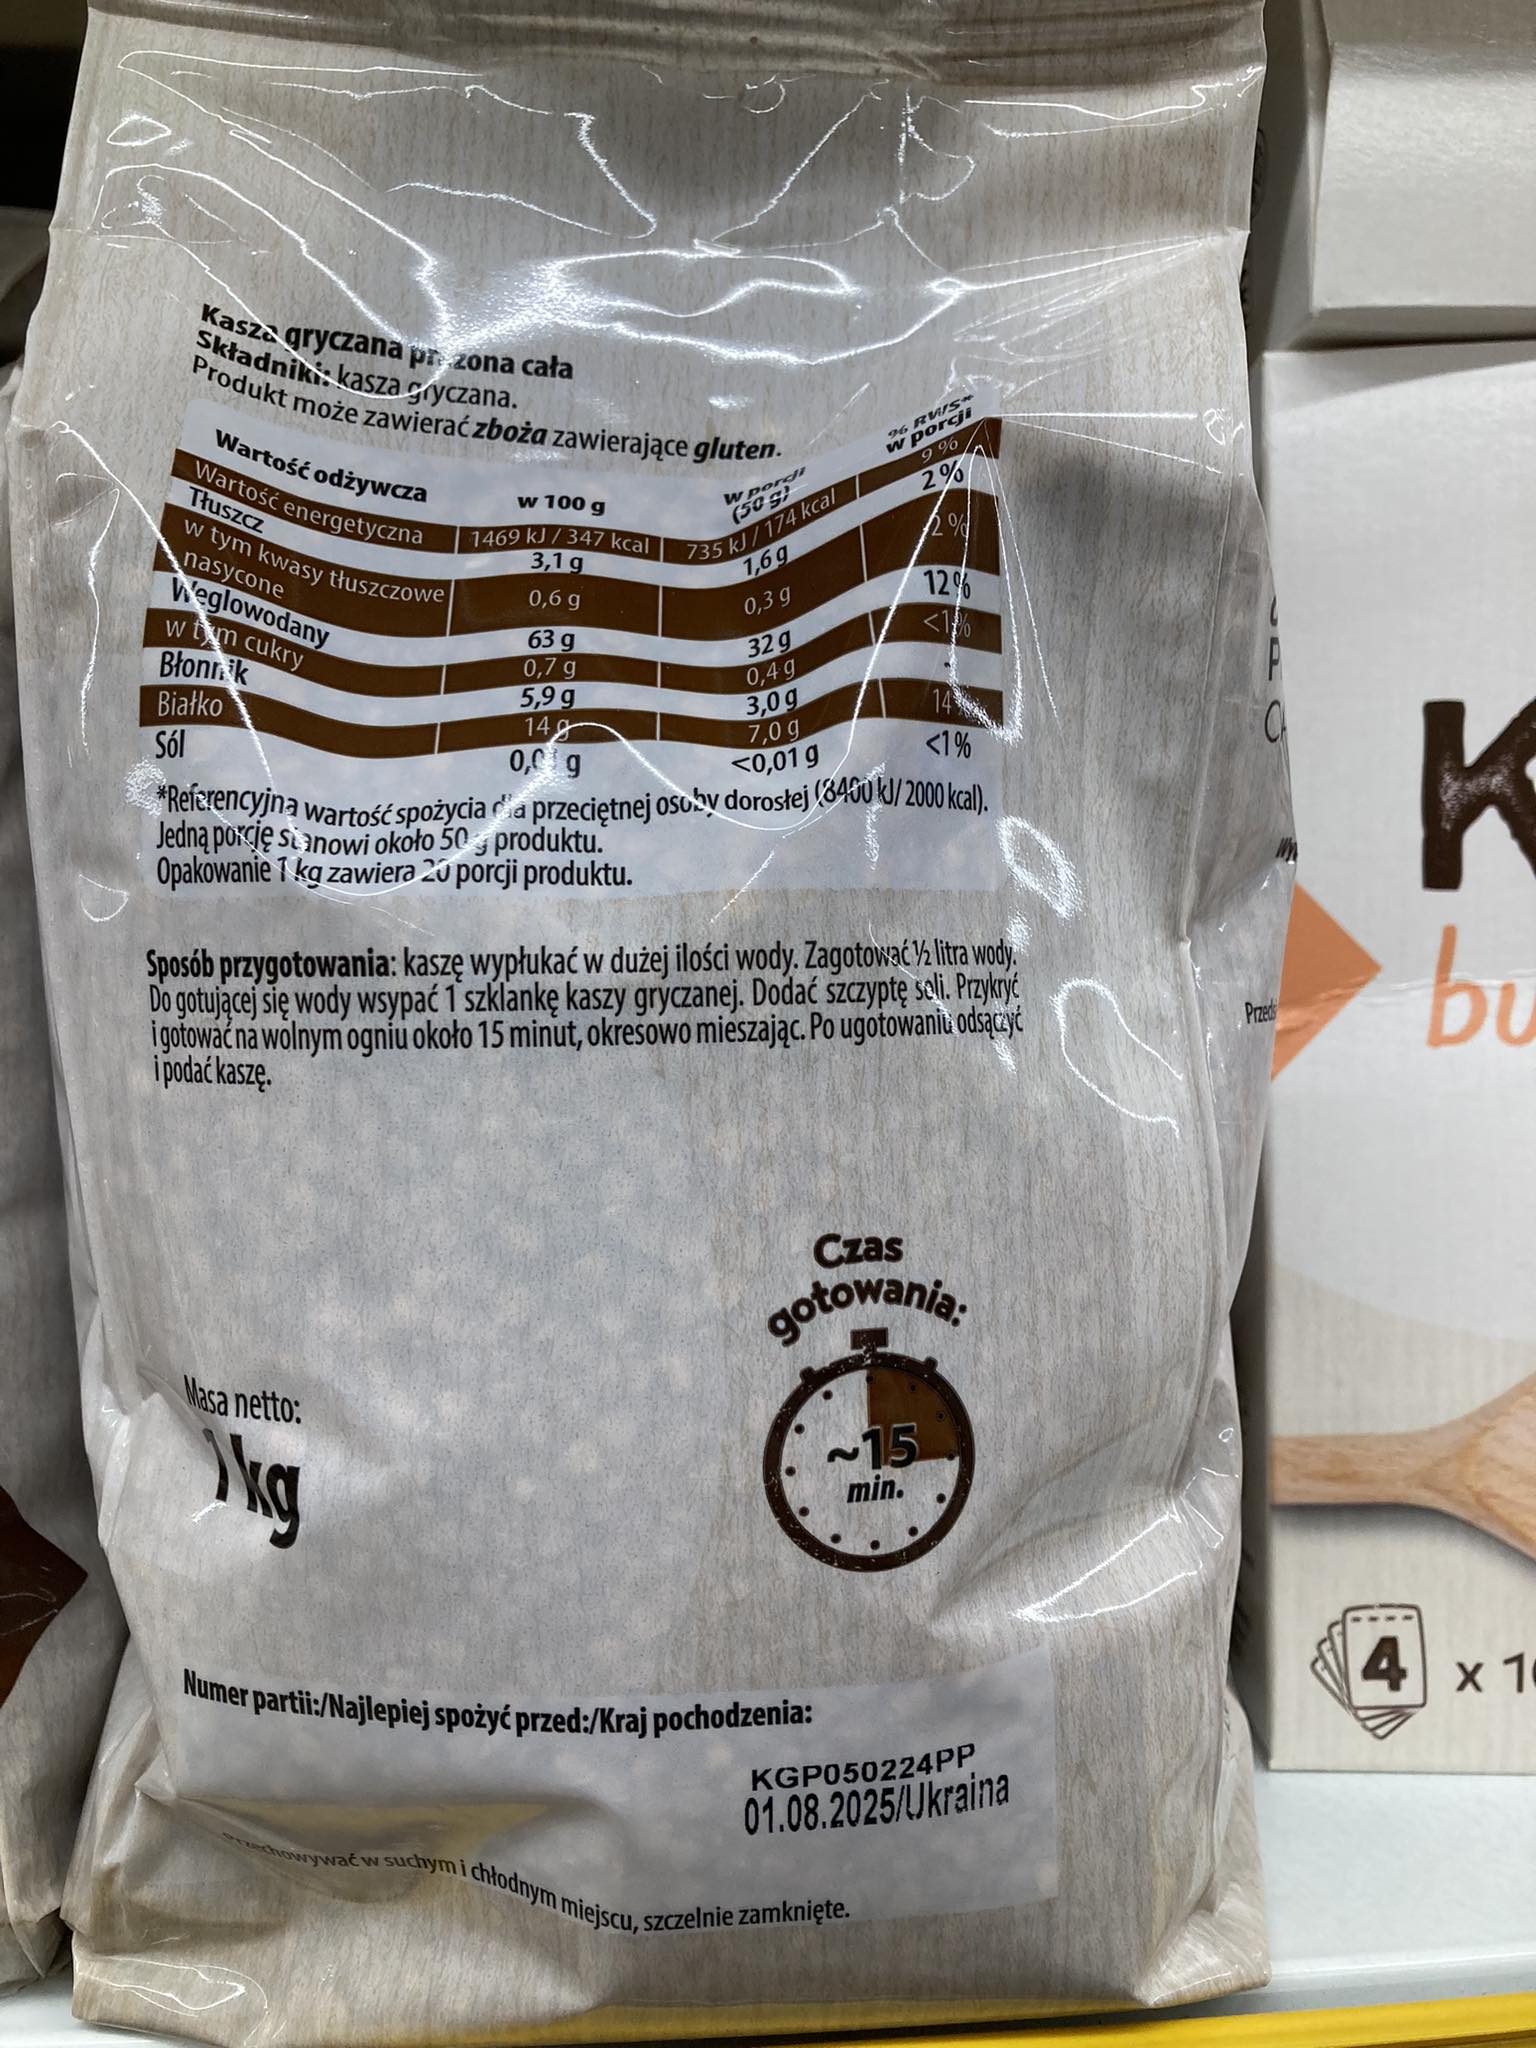 Kasza gryczana prażona cała
Składniki: kasza gryczana.
Produkt może zawierać zboża zawierające gluten.
Wartość odżywcza w 100 g w porcji (50 g) % RWS* w porcji
Wartość energetyczna 1469 kJ / 347 kcal 735 kJ / 174 kcal 9 %
Tłuszcz 3,1 g 1,6 g 2 %
w tym kwasy tłuszczowe nasycone 0,6 g 0,3 g 2 %
Węglowodany 63 g 32 g 12 %
w tym cukry 0,7 g 0,4 g <1 %
Błonnik 5,9 g 3,0 g -
Białko 14 g 7,0 g 14 %
Sól 0,01 g <0,01 g <1 %
*Referencyjna wartość spożycia dla przeciętnej osoby dorosłej (8400 kJ/ 2000 kcal).
Jedną porcję stanowi około 50 g produktu.
Opakowanie 1 kg zawiera 20 porcji produktu.
Sposób przygotowania: kaszę wypłukać w dużej ilości wody. Zagotować ½ litra wody.
Do gotującej się wody wsypać 1 szklankę kaszy gryczanej. Dodać szczyptę soli. Przykryć
i gotować na wolnym ogniu około 15 minut, okresowo mieszając. Po ugotowaniu odsączyć
i podać kaszę.
Czas
gotowania:
~15
min.
Masa netto:
1 kg
Numer partii:/Najlepiej spożyć przed:/Kraj pochodzenia:
KGP050224PP
01.08.2025/Ukraina
Przechowywać w suchym i chłodnym miejscu, szczelnie zamknięte.
4 x